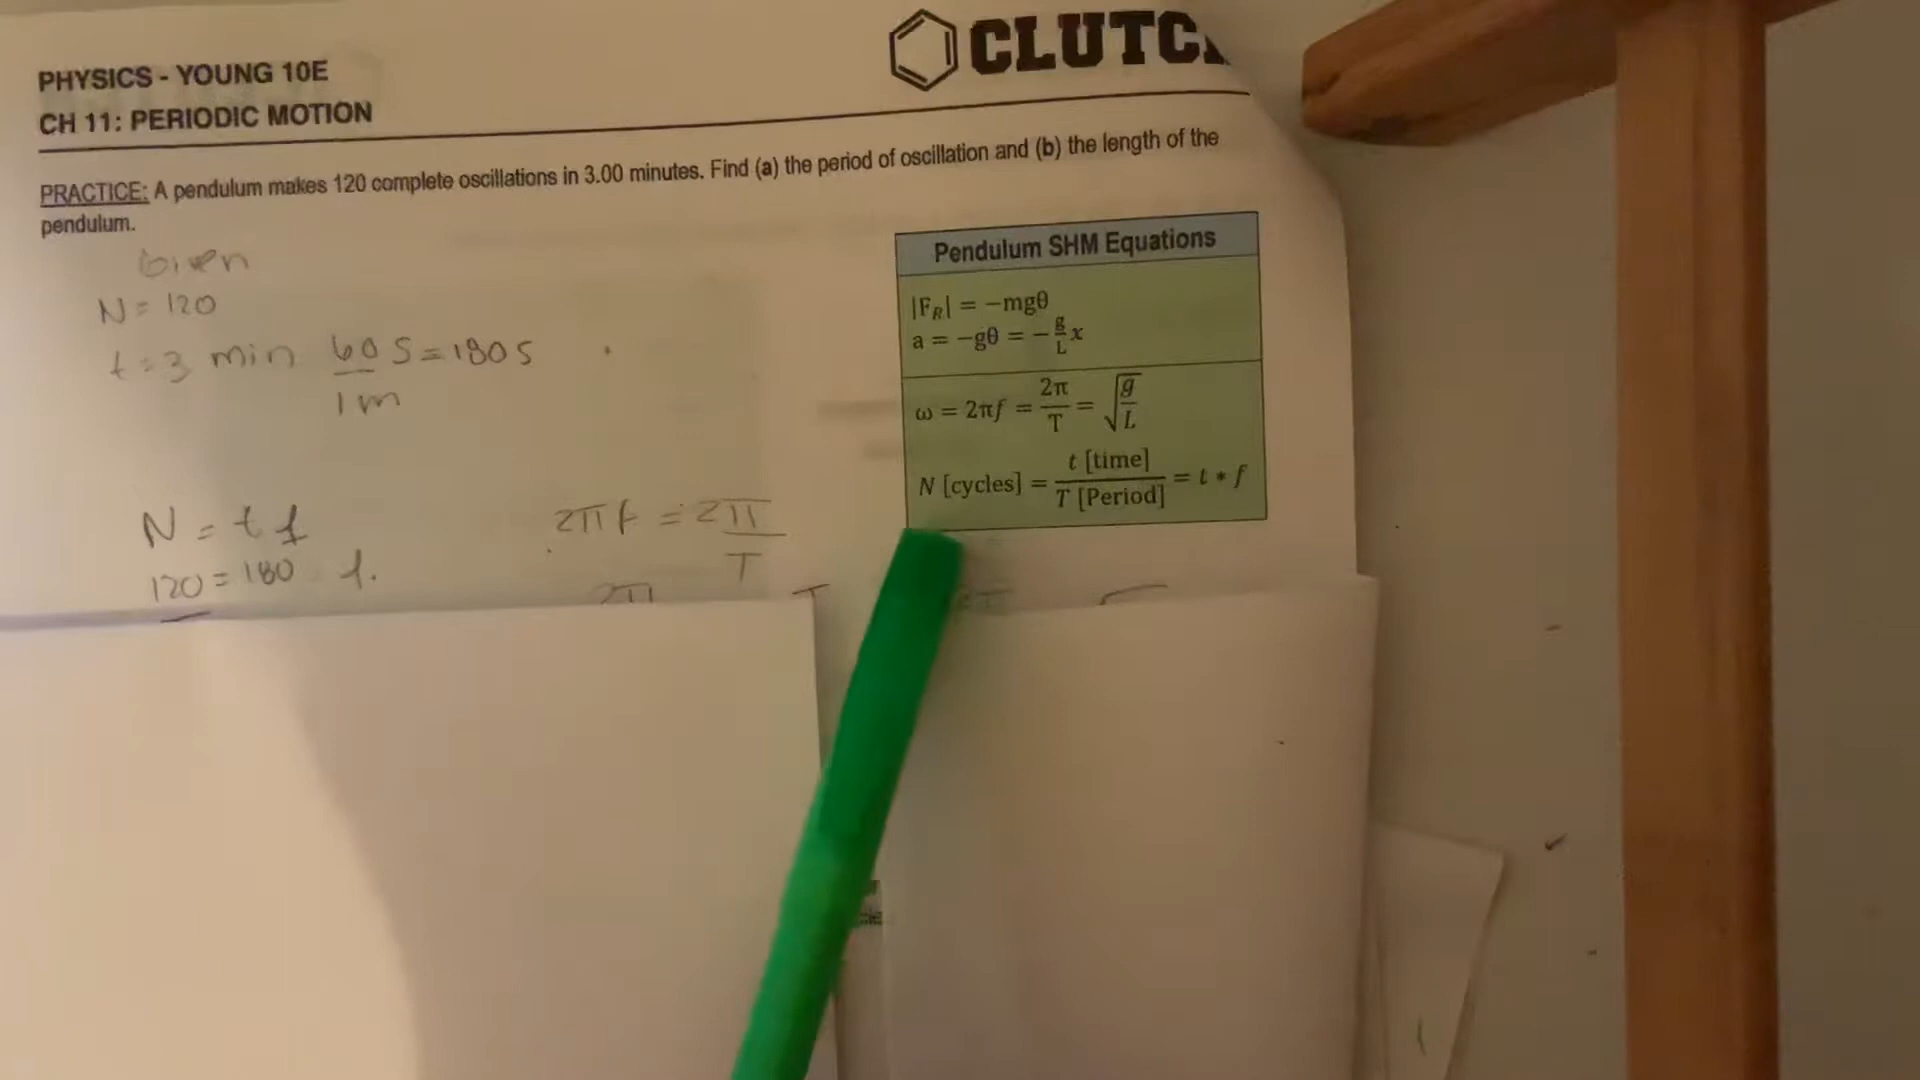 CLUTC
PHYSICS - YOUNG 10E
CH 11: PERIODIC MOTION
PRACTICE: A pendulum makes 120 complete oscillations in 3.00 minutes. Find (a) the period of oscillation and (b) the length of the
pendulum.
Given
N = 120
t = 3 min 60 S = 180 S
1 m
N = t f
120 = 180 f.
2π f = 2π
T
2π
Pendulum SHM Equations
|F_R| = −mgθ
a = −gθ = −g/L x
ω = 2πf = 2π/T = √(g/L)
N [cycles] = t [time]/T [Period] = t * f